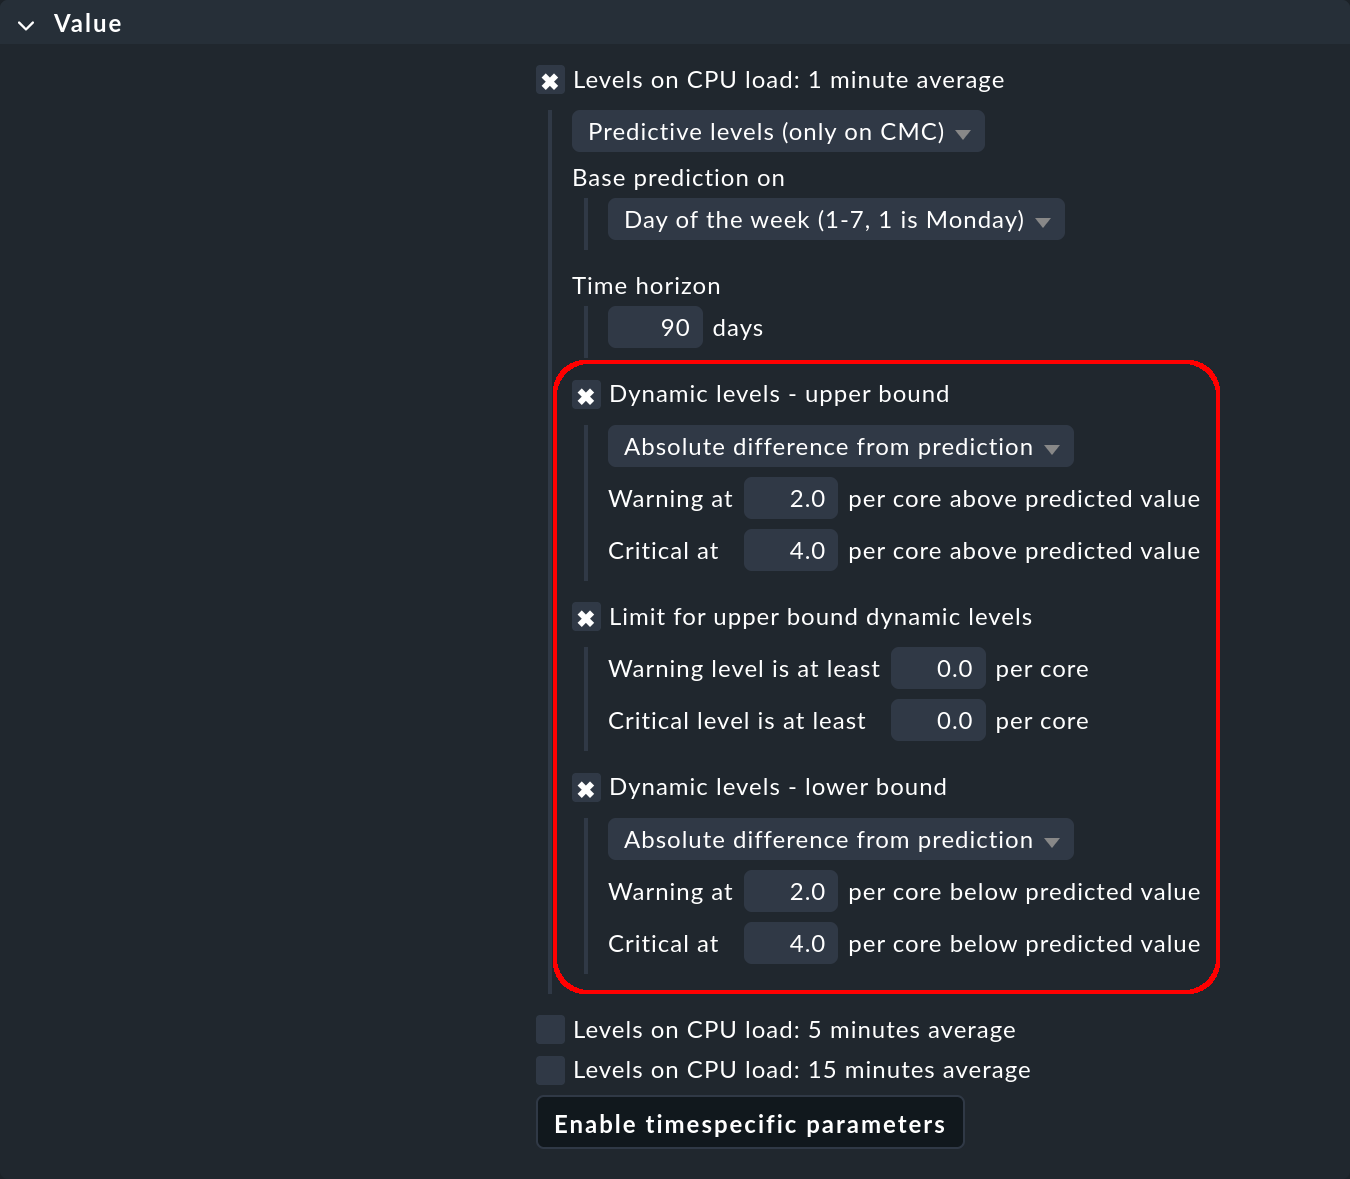 Value
Levels on CPU load: 1 minute average
Predictive levels (only on CMC)
Base prediction on
Day of the week (1-7, 1 is Monday)
Time horizon
90 days
Dynamic levels - upper bound
Absolute difference from prediction
Warning at 2.0 per core above predicted value
Critical at 4.0 per core above predicted value
Limit for upper bound dynamic levels
Warning level is at least 0.0 per core
Critical level is at least 0.0 per core
Dynamic levels - lower bound
Absolute difference from prediction
Warning at 2.0 per core below predicted value
Critical at 4.0 per core below predicted value
Levels on CPU load: 5 minutes average
Levels on CPU load: 15 minutes average
Enable timespecific parameters